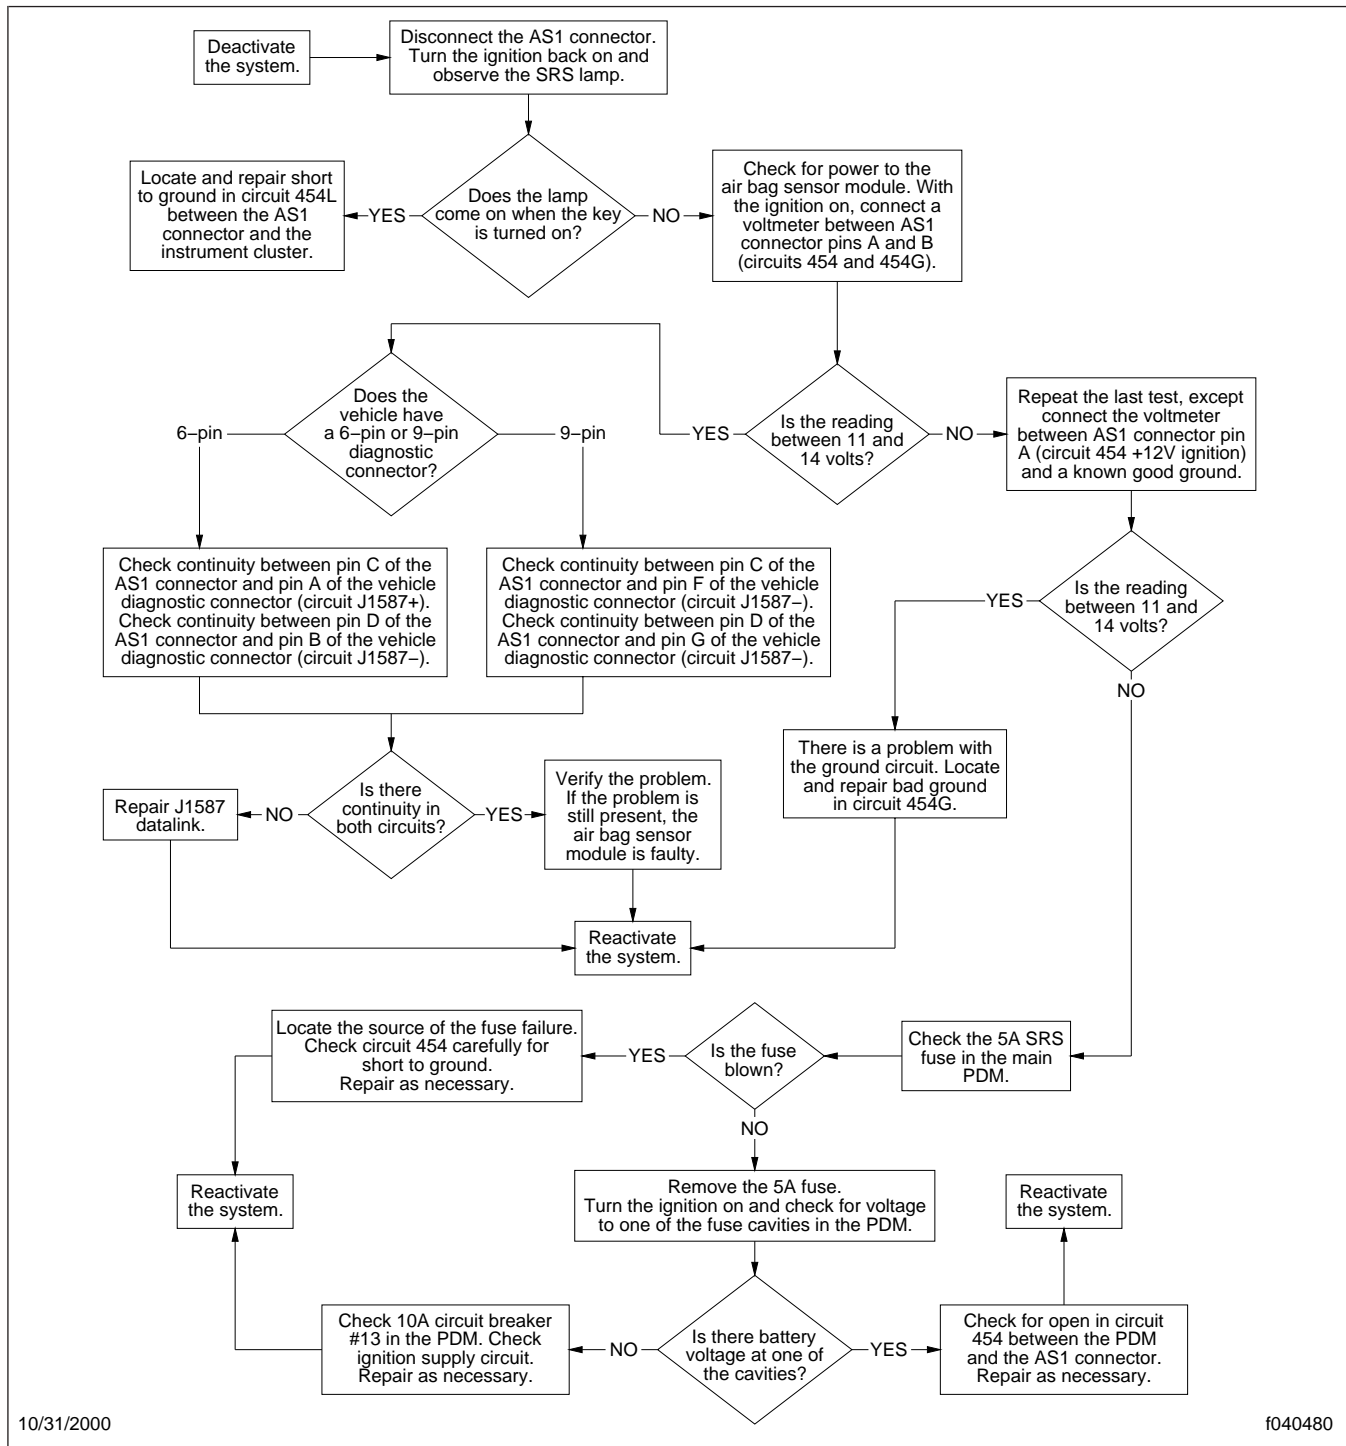 Deactivate
the system.
Disconnect the AS1 connector.
Turn the ignition back on and
observe the SRS lamp.
Locate and repair short
to ground in circuit 454L
between the AS1
connector and the
instrument cluster.
YES
Does the lamp
come on when the key
is turned on?
NO
Check for power to the
air bag sensor module. With
the ignition on, connect a
voltmeter between AS1
connector pins A and B
(circuits 454 and 454G).
6–pin
Does the
vehicle have
a 6–pin or 9–pin
diagnostic
connector?
9–pin
YES
Is the reading
between 11 and
14 volts?
NO
Repeat the last test, except
connect the voltmeter
between AS1 connector pin
A (circuit 454 +12V ignition)
and a known good ground.
Check continuity between pin C of the
AS1 connector and pin A of the vehicle
diagnostic connector (circuit J1587+).
Check continuity between pin D of the
AS1 connector and pin B of the vehicle
diagnostic connector (circuit J1587–).
Check continuity between pin C of the
AS1 connector and pin F of the vehicle
diagnostic connector (circuit J1587–).
Check continuity between pin D of the
AS1 connector and pin G of the vehicle
diagnostic connector (circuit J1587–).
YES
Is the reading
between 11 and
14 volts?
NO
There is a problem with
the ground circuit. Locate
and repair bad ground
in circuit 454G.
Repair J1587
datalink.
NO
Is there
continuity in
both circuits?
YES
Verify the problem.
If the problem is
still present, the
air bag sensor
module is faulty.
Reactivate
the system.
Locate the source of the fuse failure.
Check circuit 454 carefully for
short to ground.
Repair as necessary.
YES
Is the fuse
blown?
Check the 5A SRS
fuse in the main
PDM.
NO
Reactivate
the system.
Remove the 5A fuse.
Turn the ignition on and check for voltage
to one of the fuse cavities in the PDM.
Reactivate
the system.
Check 10A circuit breaker
#13 in the PDM. Check
ignition supply circuit.
Repair as necessary.
NO
Is there battery
voltage at one of
the cavities?
YES
Check for open in circuit
454 between the PDM
and the AS1 connector.
Repair as necessary.
10/31/2000
f040480